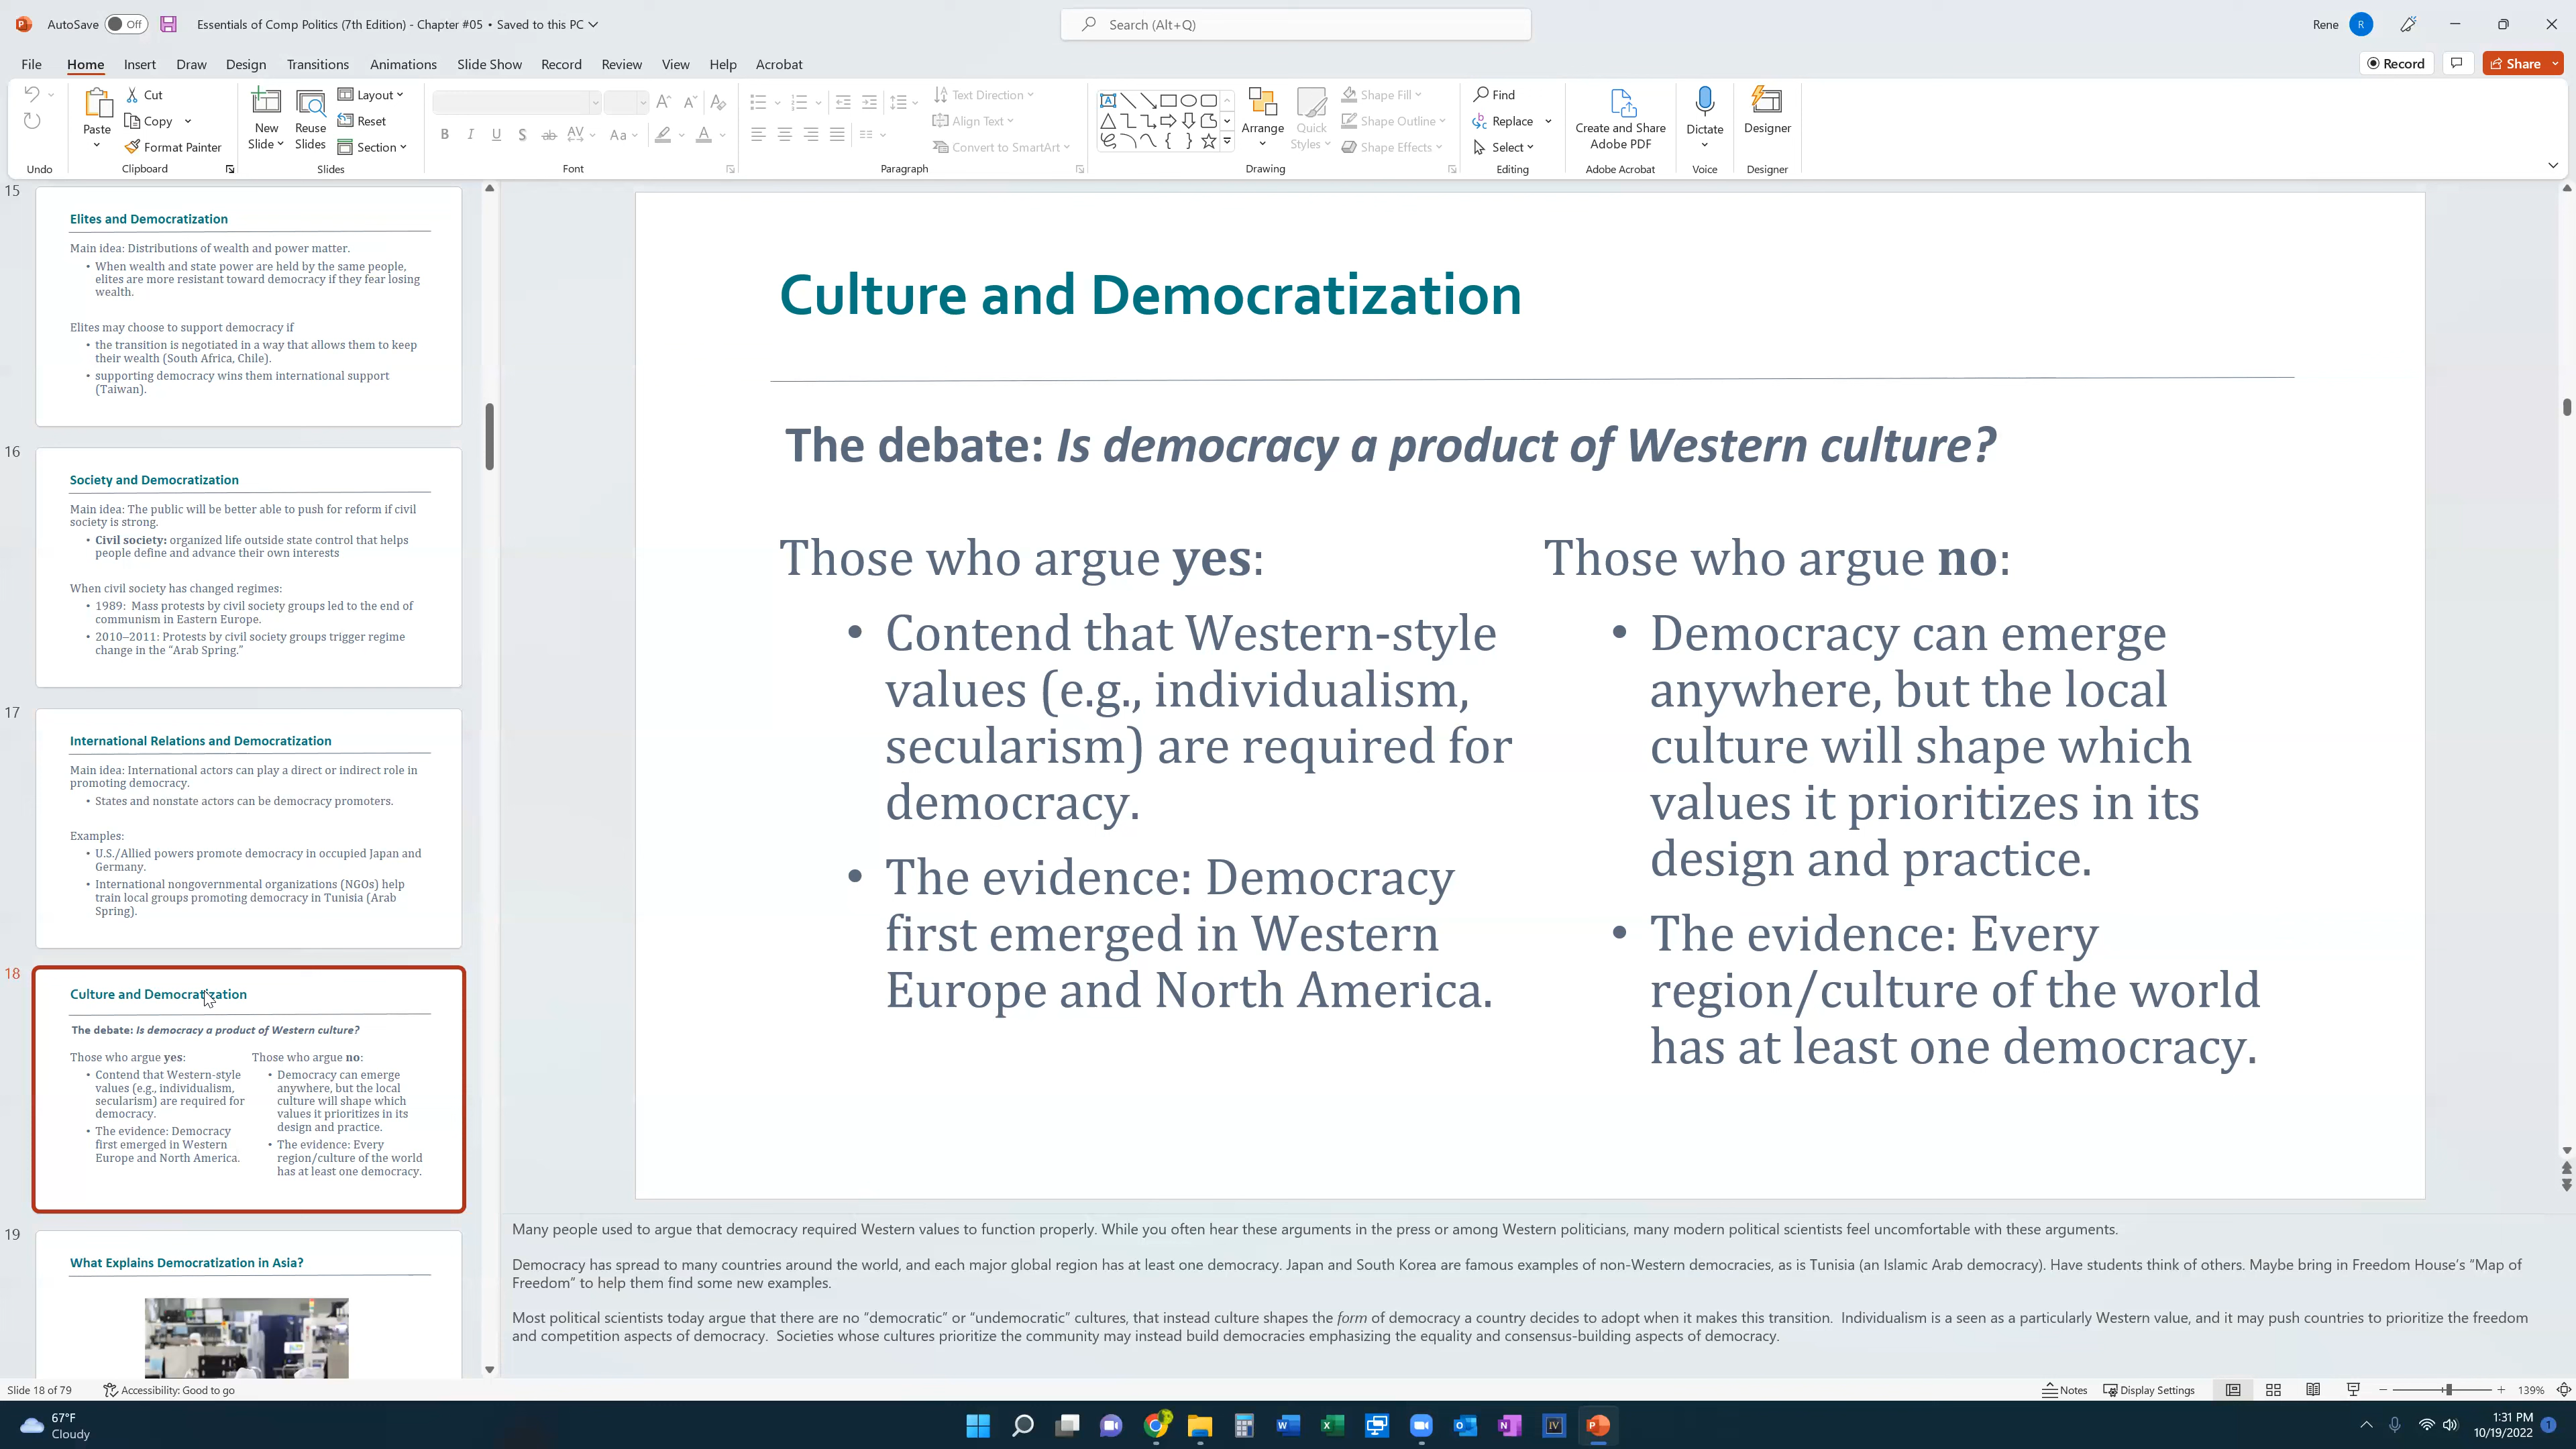 AutoSave Off Essentials of Comp Politics (7th Edition) - Chapter #05 • Saved to this PC Search (Alt+Q) Rene R
File Home Insert Draw Design Transitions Animations Slide Show Record Review View Help Acrobat Record Share
Cut
Copy
Format Painter
Paste
New Slide
Reuse Slides
Layout
Reset
Section
Text Direction
Align Text
Convert to SmartArt
Arrange
Quick Styles
Shape Fill
Shape Outline
Shape Effects
Find
Replace
Select
Create and Share Adobe PDF
Dictate
Designer
Undo Clipboard Slides Font Paragraph Drawing Editing Adobe Acrobat Voice Designer
15
Elites and Democratization
Main idea: Distributions of wealth and power matter.
• When wealth and state power are held by the same people,
elites are more resistant toward democracy if they fear losing
wealth.
Elites may choose to support democracy if
• the transition is negotiated in a way that allows them to keep
their wealth (South Africa, Chile).
• supporting democracy wins them international support
(Taiwan).
16
Society and Democratization
Main idea: The public will be better able to push for reform if civil
society is strong.
• Civil society: organized life outside state control that helps
people define and advance their own interests
When civil society has changed regimes:
• 1989: Mass protests by civil society groups led to the end of
communism in Eastern Europe.
• 2010–2011: Protests by civil society groups trigger regime
change in the “Arab Spring.”
17
International Relations and Democratization
Main idea: International actors can play a direct or indirect role in
promoting democracy.
• States and nonstate actors can be democracy promoters.
Examples:
• U.S./Allied powers promote democracy in occupied Japan and
Germany.
• International nongovernmental organizations (NGOs) help
train local groups promoting democracy in Tunisia (Arab
Spring).
18
Culture and Democratization
The debate: Is democracy a product of Western culture?
Those who argue yes:
• Contend that Western-style
values (e.g., individualism,
secularism) are required for
democracy.
• The evidence: Democracy
first emerged in Western
Europe and North America.
Those who argue no:
• Democracy can emerge
anywhere, but the local
culture will shape which
values it prioritizes in its
design and practice.
• The evidence: Every
region/culture of the world
has at least one democracy.
19
What Explains Democratization in Asia?
Culture and Democratization
The debate: Is democracy a product of Western culture?
Those who argue yes:
• Contend that Western-style
values (e.g., individualism,
secularism) are required for
democracy.
• The evidence: Democracy
first emerged in Western
Europe and North America.
Those who argue no:
• Democracy can emerge
anywhere, but the local
culture will shape which
values it prioritizes in its
design and practice.
• The evidence: Every
region/culture of the world
has at least one democracy.
Many people used to argue that democracy required Western values to function properly. While you often hear these arguments in the press or among Western politicians, many modern political scientists feel uncomfortable with these arguments.
Democracy has spread to many countries around the world, and each major global region has at least one democracy. Japan and South Korea are famous examples of non-Western democracies, as is Tunisia (an Islamic Arab democracy). Have students think of others. Maybe bring in Freedom House’s “Map of
Freedom” to help them find some new examples.
Most political scientists today argue that there are no “democratic” or “undemocratic” cultures, that instead culture shapes the form of democracy a country decides to adopt when it makes this transition. Individualism is a seen as a particularly Western value, and it may push countries to prioritize the freedom
and competition aspects of democracy. Societies whose cultures prioritize the community may instead build democracies emphasizing the equality and consensus-building aspects of democracy.
Slide 18 of 79 Accessibility: Good to go Notes Display Settings 139%
67°F
Cloudy
1:31 PM
10/19/2022